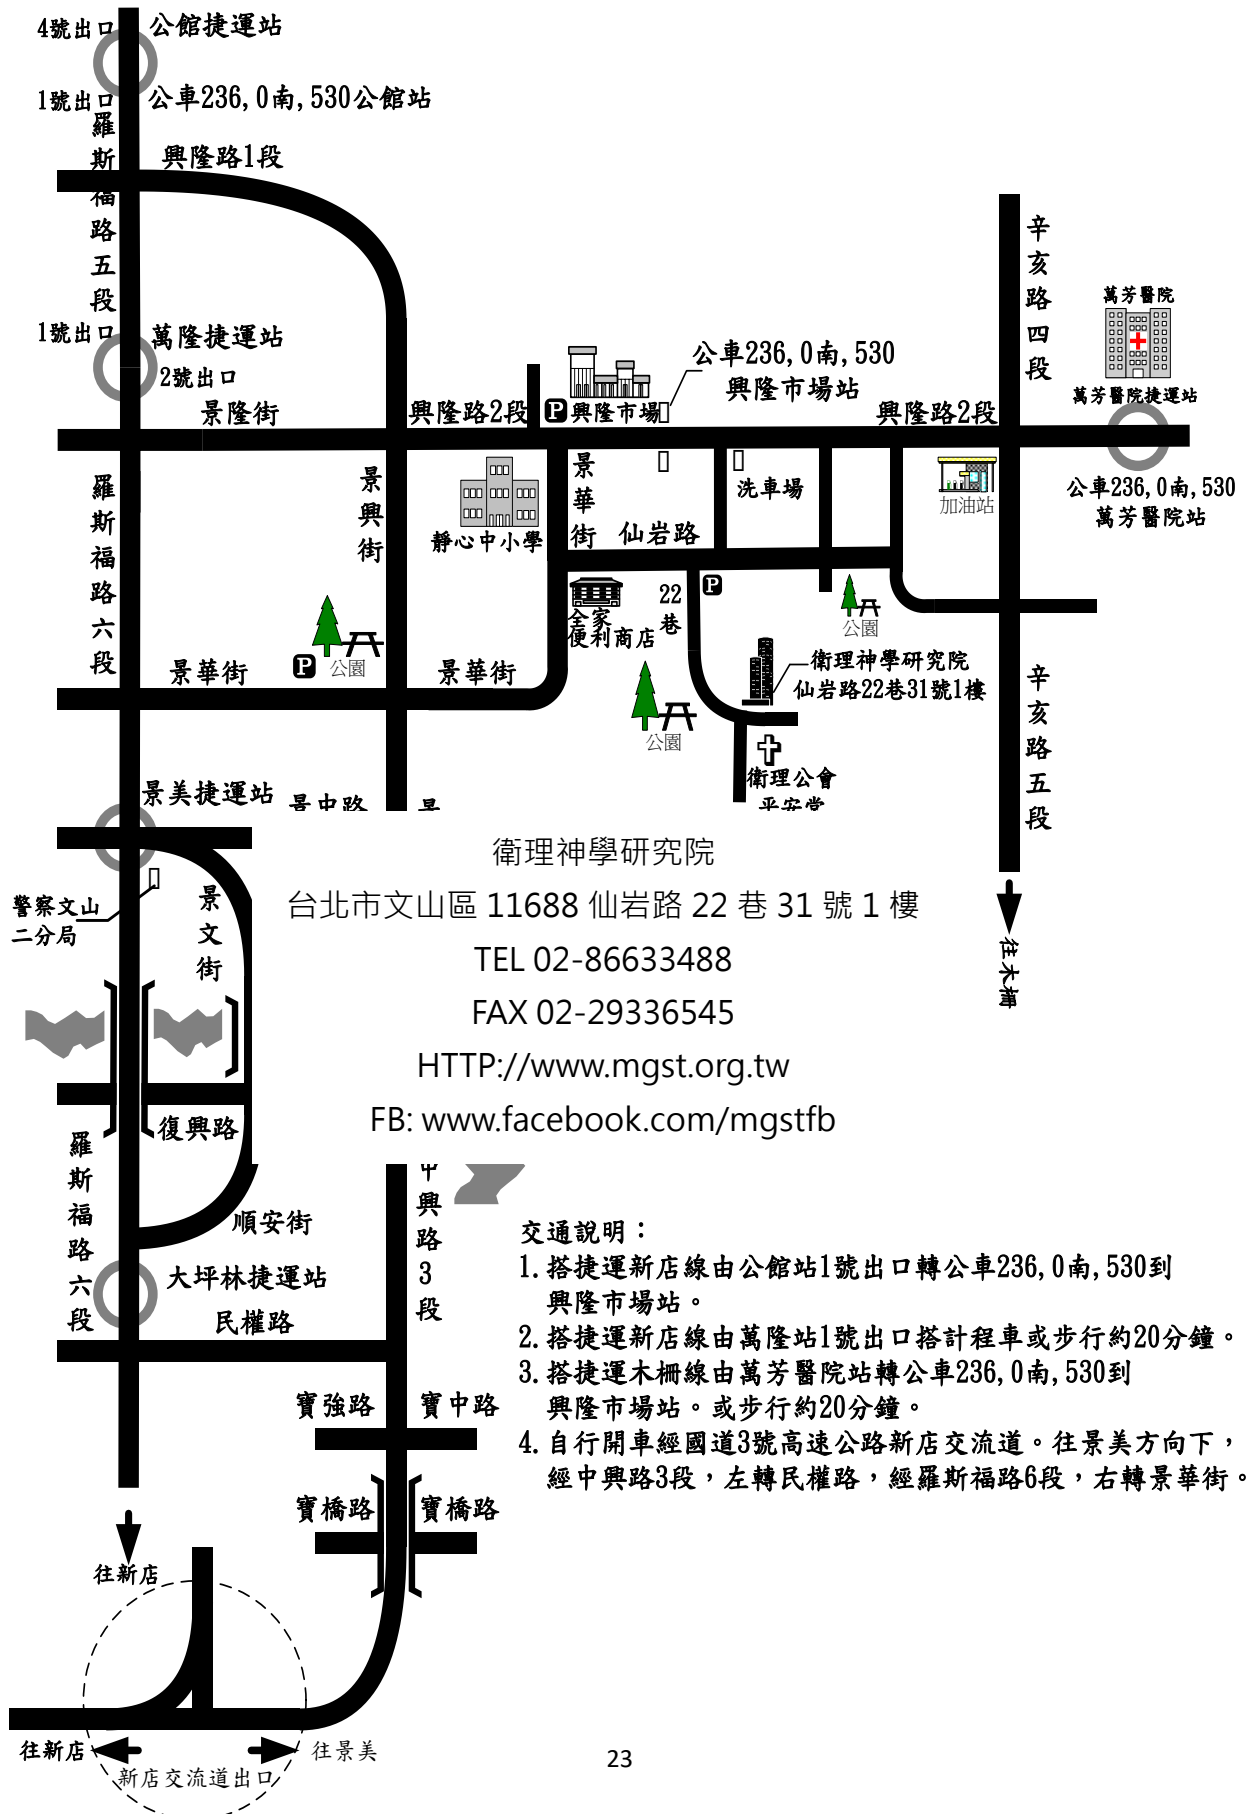 4號出口
公館捷運站
1號出口
公車236,0南,530公館站
羅斯福路五段
興隆路1段
1號出口
萬隆捷運站
2號出口
景隆街
興隆路2段
興隆市場
公車236,0南,530
興隆市場站
興隆路2段
辛亥路四段
萬芳醫院
萬芳醫院捷運站
公車236,0南,530
萬芳醫院站
羅斯福路六段
景興街
靜心中小學
景華街
仙岩路
洗車場
加油站
全家
便利商店
22巷
P
P
P
公園
公園
公園
景華街
景華街
衛理神學研究院
仙岩路22巷31號1樓
衛理公會
平安堂
辛亥路五段
往木柵
景美捷運站
景中路
景
警察文山
二分局
景文街
衛理神學研究院
台北市文山區 11688 仙岩路 22 巷 31 號 1 樓
TEL 02-86633488
FAX 02-29336545
HTTP://www.mgst.org.tw
FB: www.facebook.com/mgstfb
復興路
羅斯福路六段
順安街
中興路3段
大坪林捷運站
民權路
寶強路
寶中路
寶橋路
寶橋路
交通說明：
1.搭捷運新店線由公館站1號出口轉公車236,0南,530到
興隆市場站。
2.搭捷運新店線由萬隆站1號出口搭計程車或步行約20分鐘。
3.搭捷運木柵線由萬芳醫院站轉公車236,0南,530到
興隆市場站。或步行約20分鐘。
4.自行開車經國道3號高速公路新店交流道。往景美方向下，
經中興路3段，左轉民權路，經羅斯福路6段，右轉景華街。
往新店
往新店
往景美
新店交流道出口
23